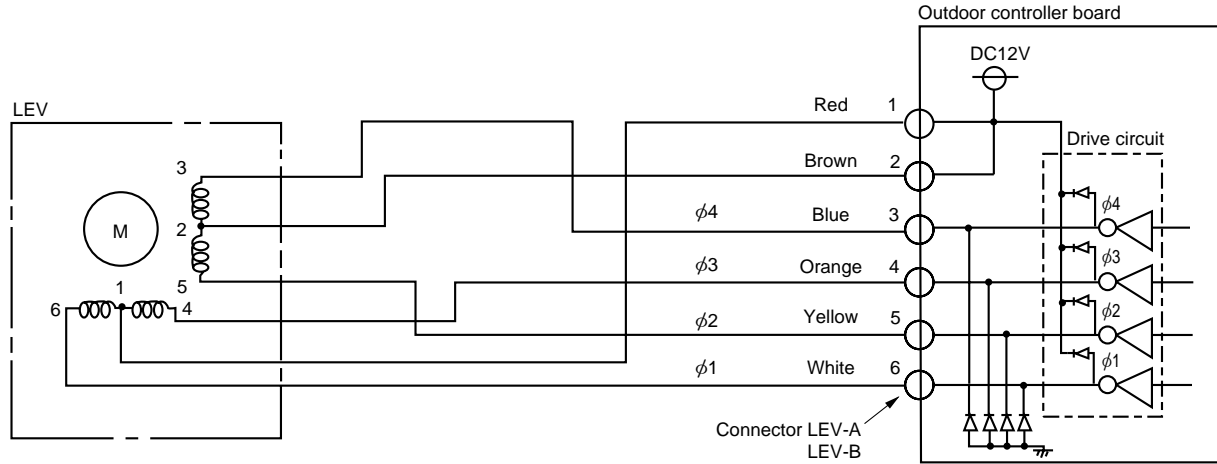 Outdoor controller board
DC12V
LEV
Red 1
Drive circuit
3
Brown 2
ϕ4
M
2
ϕ4 Blue 3
ϕ3
5
ϕ3 Orange 4
1
6
4
ϕ2
ϕ2 Yellow 5
ϕ1
ϕ1 White 6
Connector LEV-A
LEV-B